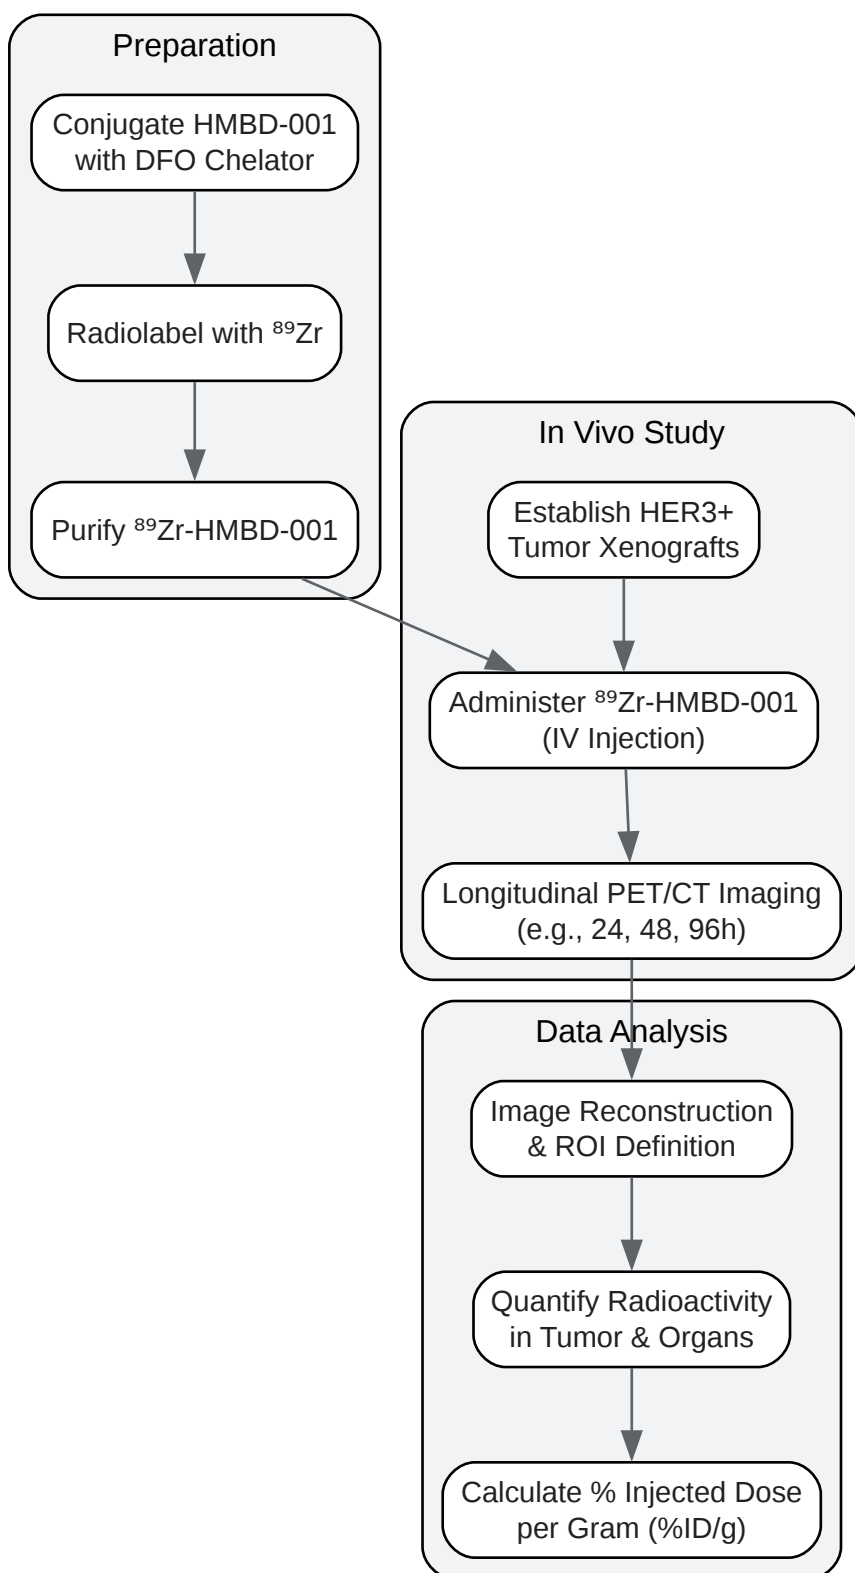 Preparation
Conjugate HMBD-001
with DFO Chelator
Radiolabel with ⁸⁹Zr
Purify ⁸⁹Zr-HMBD-001
In Vivo Study
Establish HER3+
Tumor Xenografts
Administer ⁸⁹Zr-HMBD-001
(IV Injection)
Longitudinal PET/CT Imaging
(e.g., 24, 48, 96h)
Data Analysis
Image Reconstruction
& ROI Definition
Quantify Radioactivity
in Tumor & Organs
Calculate % Injected Dose
per Gram (%ID/g)